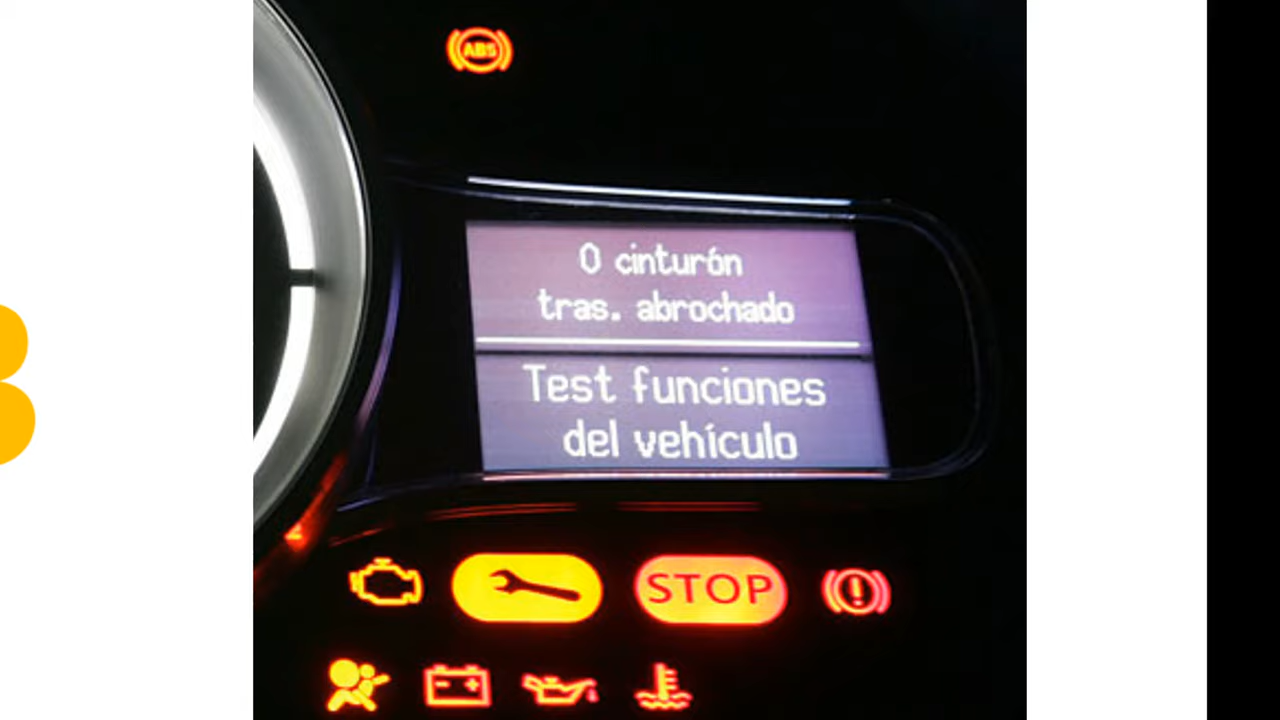 ABS
0 cinturón
tras. abrochado
Test funciones
del vehículo
STOP